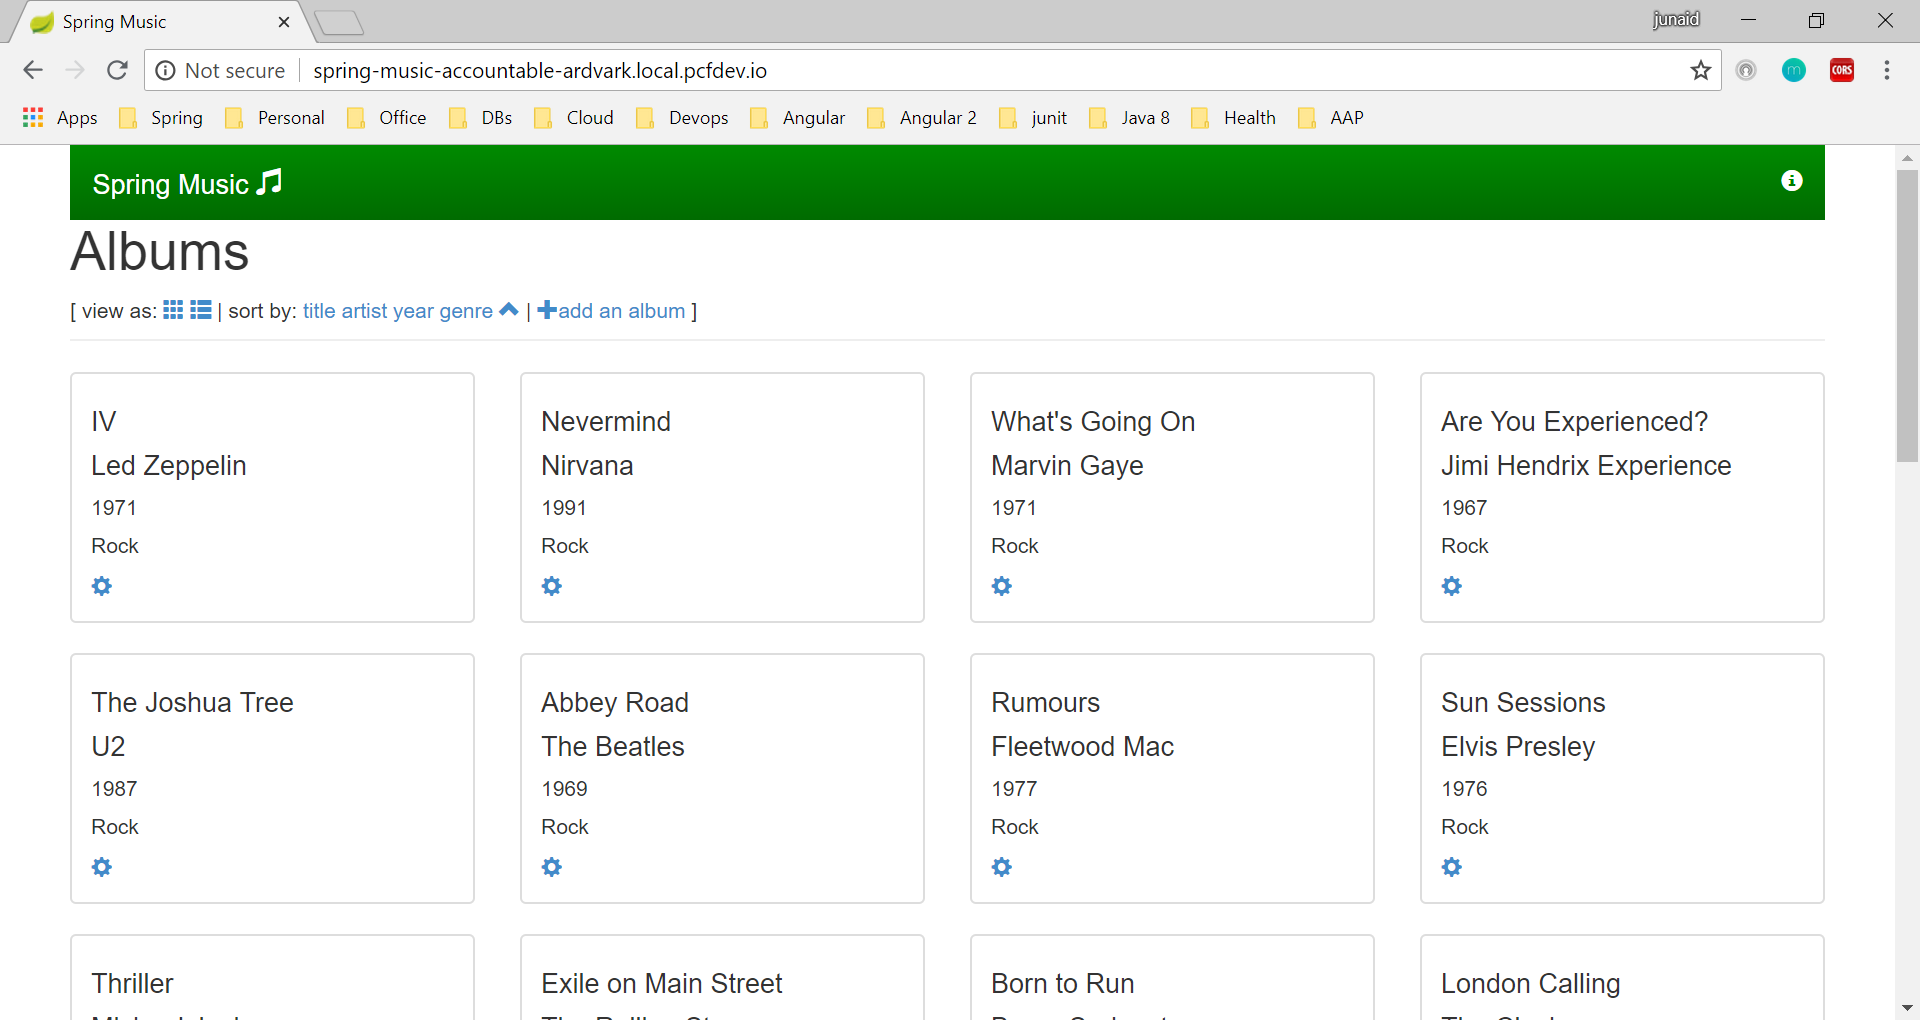 Spring Music
junaid
Not secure
spring-music-accountable-ardvark.local.pcfdev.io
m
CORS
Apps Spring Personal Office DBs Cloud Devops Angular Angular 2 junit Java 8 Health AAP
Spring Music
Albums
[ view as: | sort by: title artist year genre | add an album ]
IV
Led Zeppelin
1971
Rock
Nevermind
Nirvana
1991
Rock
What's Going On
Marvin Gaye
1971
Rock
Are You Experienced?
Jimi Hendrix Experience
1967
Rock
The Joshua Tree
U2
1987
Rock
Abbey Road
The Beatles
1969
Rock
Rumours
Fleetwood Mac
1977
Rock
Sun Sessions
Elvis Presley
1976
Rock
Thriller
Exile on Main Street
Born to Run
London Calling